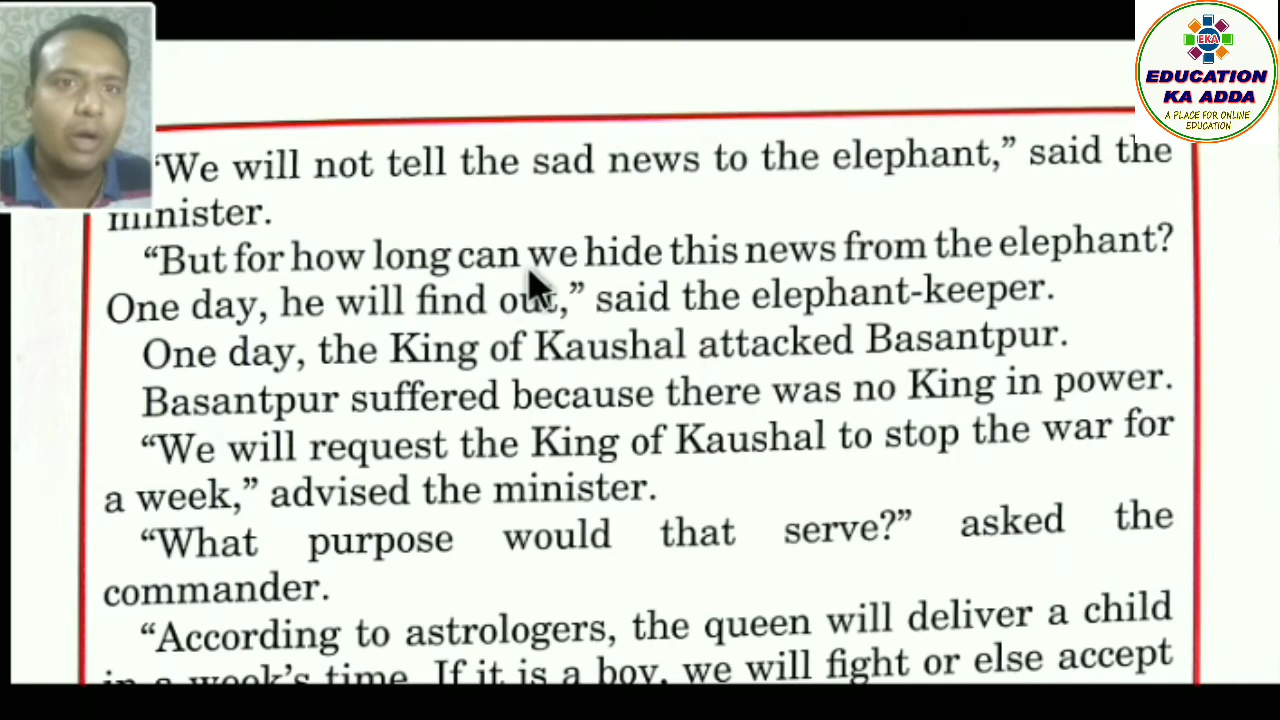 EKA
EDUCATION
KA ADDA
A PLACE FOR ONLINE
EDUCATION
“We will not tell the sad news to the elephant,” said the
minister.
“But for how long can we hide this news from the elephant?
One day, he will find out,” said the elephant-keeper.
One day, the King of Kaushal attacked Basantpur.
Basantpur suffered because there was no King in power.
“We will request the King of Kaushal to stop the war for
a week,” advised the minister.
“What purpose would that serve?” asked the
commander.
“According to astrologers, the queen will deliver a child
in a week’s time. If it is a boy, we will fight or else accept